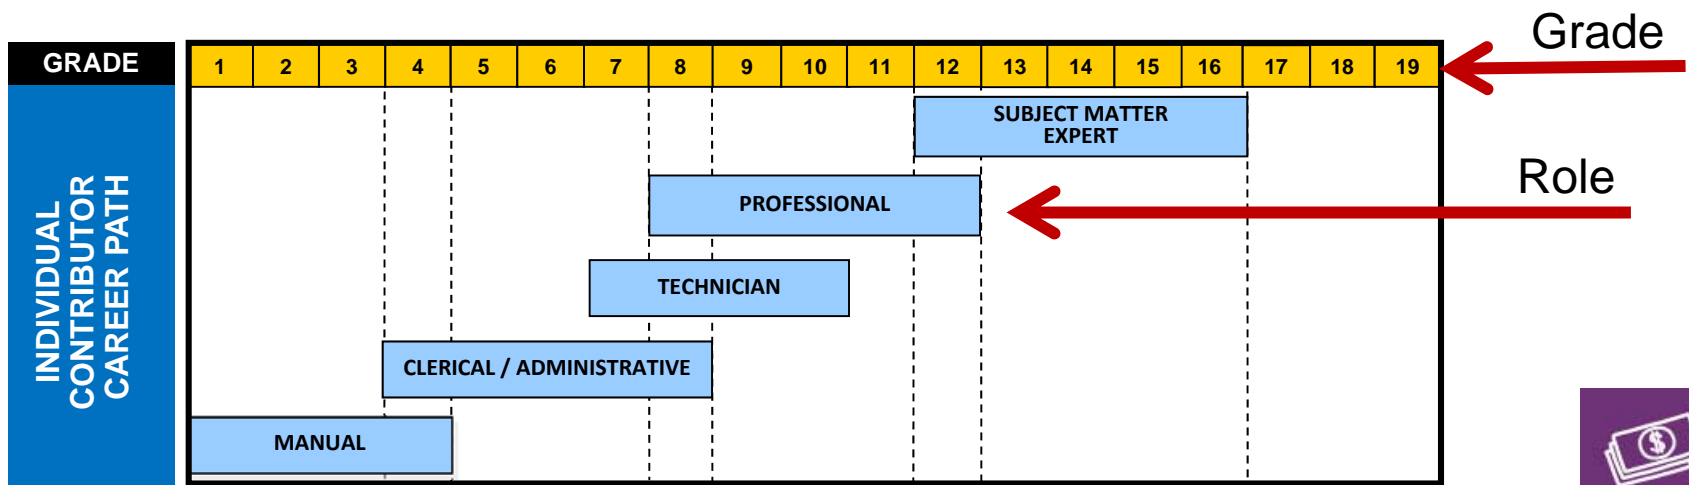 Grade
GRADE 1 2 3 4 5 6 7 8 9 10 11 12 13 14 15 16 17 18 19
SUBJECT MATTER
EXPERT
Role
PROFESSIONAL
TECHNICIAN
CLERICAL / ADMINISTRATIVE
MANUAL
INDIVIDUAL
CONTRIBUTOR
CAREER PATH
$